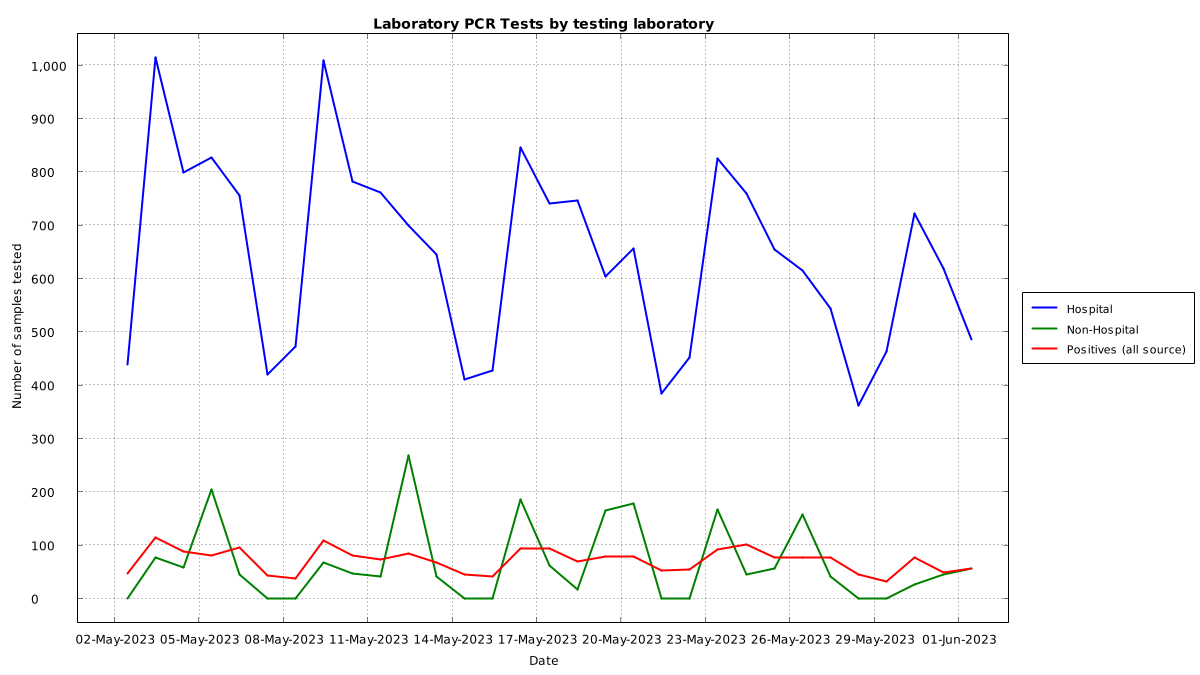 Laboratory PCR Tests by testing laboratory
1,000
900
800
700
600
500
400
300
200
100
0
Number of samples tested
02-May-2023 05-May-2023 08-May-2023 11-May-2023 14-May-2023 17-May-2023 20-May-2023 23-May-2023 26-May-2023 29-May-2023 01-Jun-2023
Date
Hospital
Non-Hospital
Positives (all source)